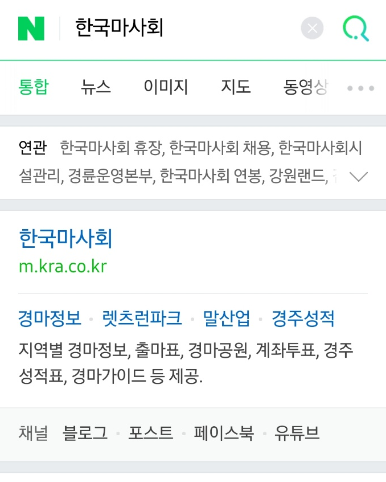 N 한국마사회
통합 뉴스 이미지 지도 동영상
연관 한국마사회 휴장, 한국마사회 채용, 한국마사회시
설관리, 경륜운영본부, 한국마사회 연봉, 강원랜드,
한국마사회
m.kra.co.kr
경마정보 · 렛츠런파크 · 말산업 · 경주성적
지역별 경마정보, 출마표, 경마공원, 계좌투표, 경주
성적표, 경마가이드 등 제공.
채널 블로그 · 포스트 · 페이스북 · 유튜브